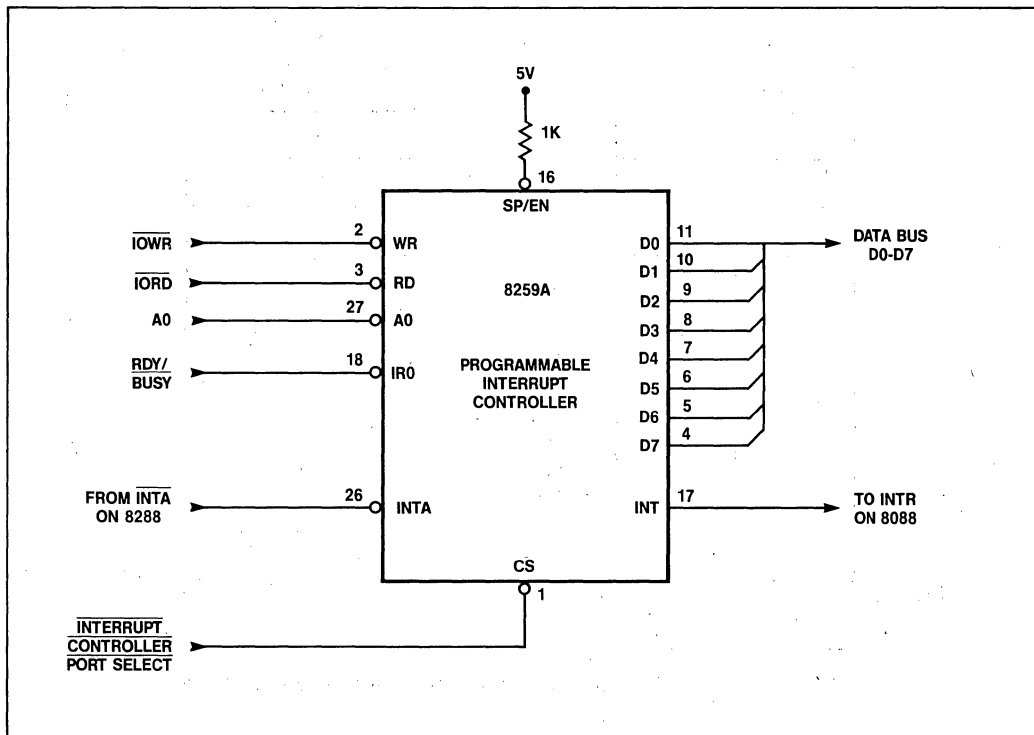 5V
1K
16
SP/EN
IOWR
2
WR
IORD
3
RD
A0
27
A0
RDY/
BUSY
18
IR0
FROM INTA
ON 8288
26
INTA
8259A
PROGRAMMABLE
INTERRUPT
CONTROLLER
D0
11
D1
10
D2
9
D3
8
D4
7
D5
6
D6
5
D7
4
DATA BUS
D0-D7
INT
17
TO INTR
ON 8088
CS
1
INTERRUPT
CONTROLLER
PORT SELECT